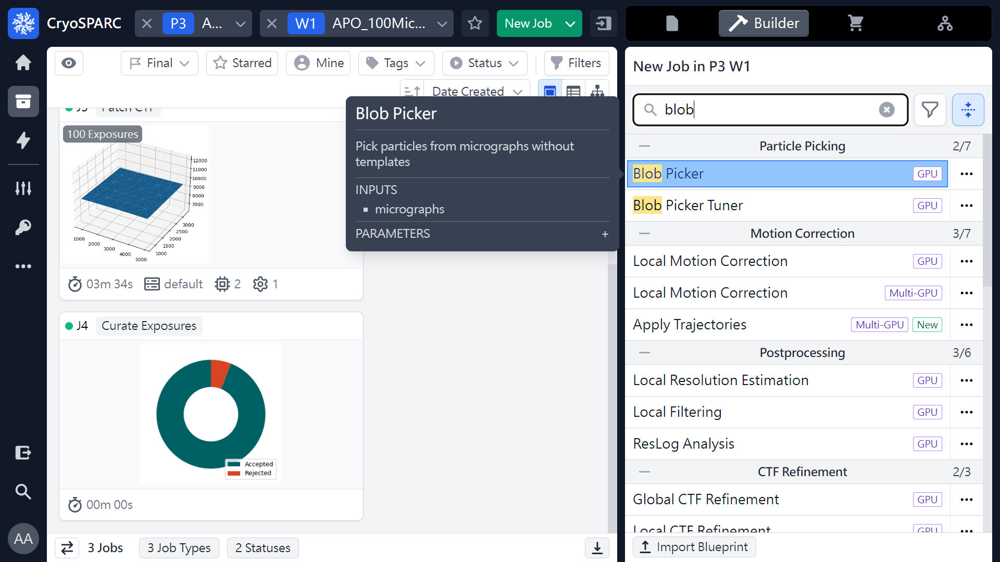 CryoSPARC
P3
A...
W1
APO_100Mic...
New Job
Builder
Final
Starred
Mine
Tags
Status
Filters
Date Created
100 Exposures
12000
11000
10000
9000
8000
7000
3000
2500
2000
1500
1000
1000
2000
3000
4000
5000
03m 34s
default
2
1
J4
Curate Exposures
Accepted
Rejected
00m 00s
3 Jobs
3 Job Types
2 Statuses
AA
Blob Picker
Pick particles from micrographs without
templates
INPUTS
micrographs
PARAMETERS
+
New Job in P3 W1
blob
Particle Picking
2/7
Blob Picker
GPU
Blob Picker Tuner
GPU
Motion Correction
3/7
Local Motion Correction
GPU
Local Motion Correction
Multi-GPU
Apply Trajectories
Multi-GPU
New
Postprocessing
3/6
Local Resolution Estimation
GPU
Local Filtering
GPU
ResLog Analysis
GPU
CTF Refinement
2/3
Global CTF Refinement
GPU
Local CTF Refinement
GPU
Import Blueprint